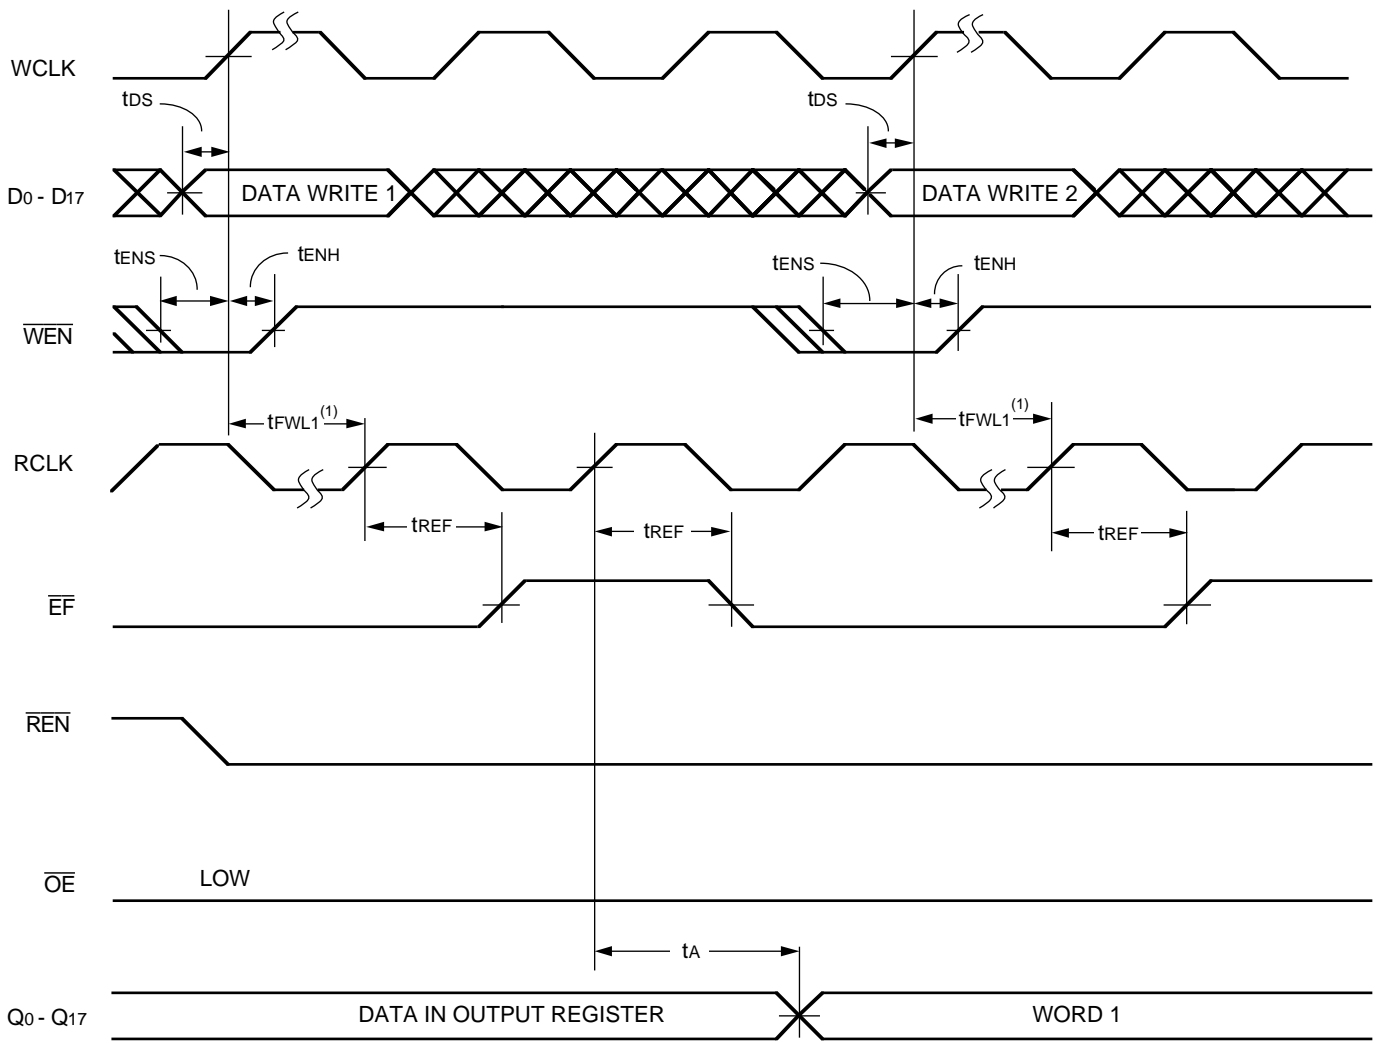 WCLK
tDS
tDS
D0 - D17
DATA WRITE 1
DATA WRITE 2
tENS
tENH
tENS
tENH
WEN
tFWL1(1)
tFWL1(1)
RCLK
tREF
tREF
tREF
EF
REN
OE
LOW
tA
Q0 - Q17
DATA IN OUTPUT REGISTER
WORD 1